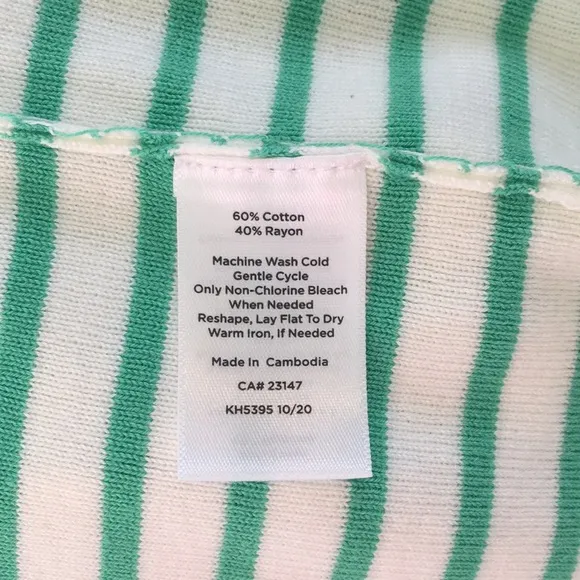 60% Cotton
40% Rayon
Machine Wash Cold
Gentle Cycle
Only Non-Chlorine Bleach
When Needed
Reshape, Lay Flat To Dry
Warm Iron, If Needed
Made In Cambodia
CA# 23147
KH5395 10/20